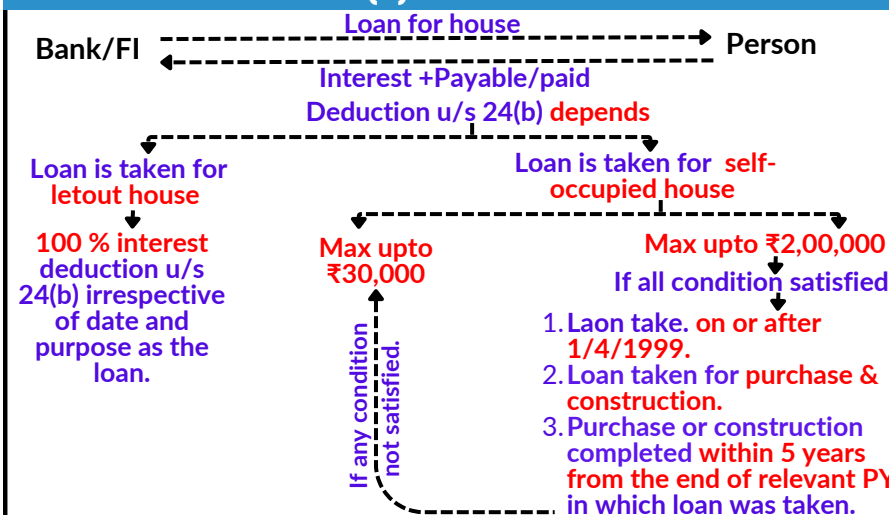 Loan for house
Bank/FI
Person
Interest +Payable/paid
Deduction u/s 24(b) depends
Loan is taken for
letout house
100 % interest
deduction u/s
24(b) irrespective
of date and
purpose as the
loan.
Loan is taken for self-
occupied house
Max upto
₹30,000
If any condition
not satisfied.
Max upto ₹2,00,000
If all condition satisfied
1. Laon take. on or after
1/4/1999.
2. Loan taken for purchase &
construction.
3. Purchase or construction
completed within 5 years
from the end of relevant PY
in which loan was taken.